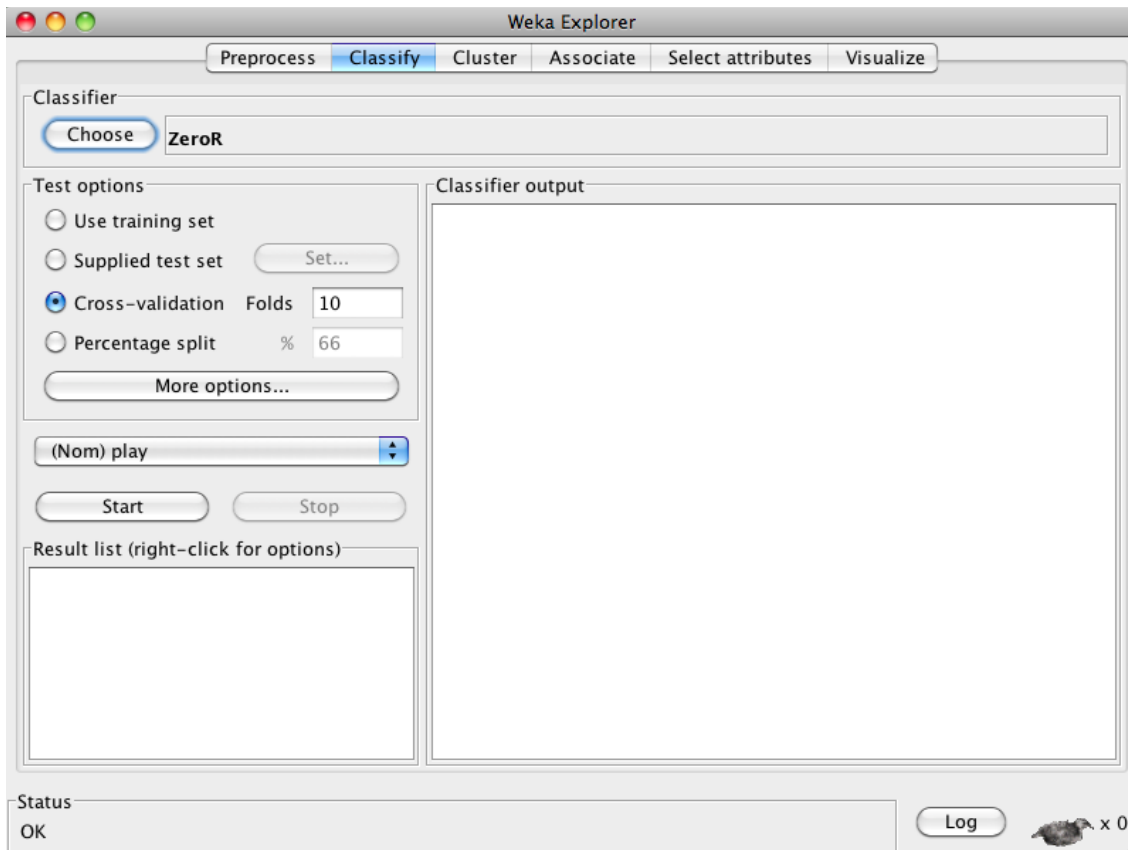 Weka Explorer
Preprocess Classify Cluster Associate Select attributes Visualize
Classifier
Choose ZeroR
Test options
Use training set
Supplied test set Set...
Cross-validation Folds 10
Percentage split % 66
More options...
(Nom) play
Start Stop
Result list (right-click for options)
Classifier output
Status
OK
Log x 0